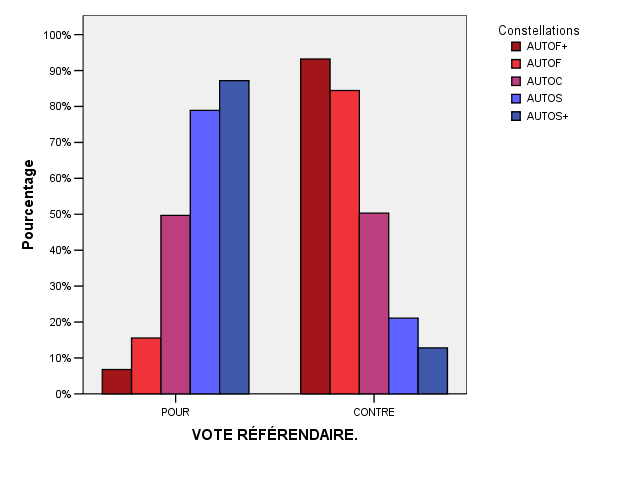 Constellations
AUTOF+
AUTOF
AUTOC
AUTOS
AUTOS+
Pourcentage
100%
90%
80%
70%
60%
50%
40%
30%
20%
10%
0%
POUR CONTRE
VOTE RÉFÉRENDAIRE.